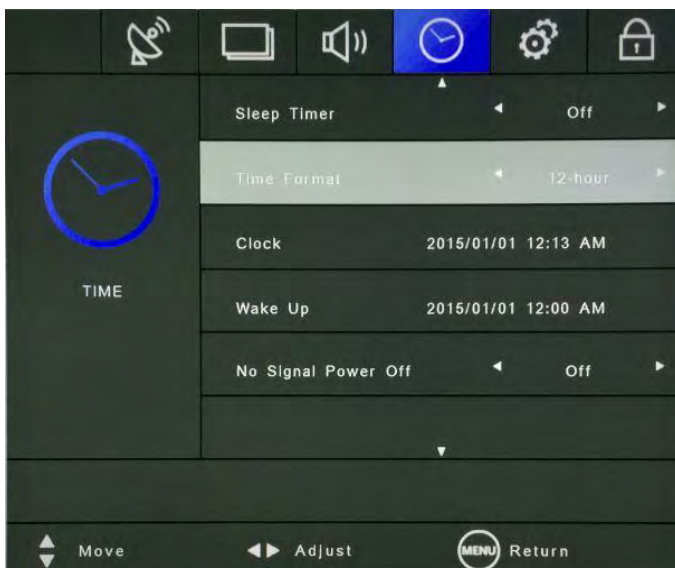 Sleep Timer Off
Time Format 12-hour
Clock 2015/01/01 12:13 AM
TIME
Wake Up 2015/01/01 12:00 AM
No Signal Power Off Off
Move Adjust MENU Return